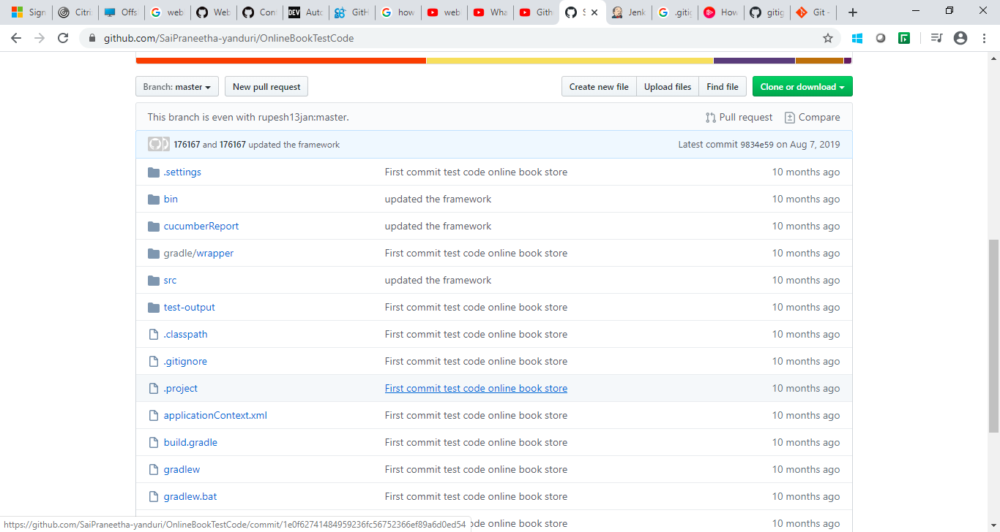 Sign Citri Offs web Web Con DEV Auto GitH how web Wha Gith S Jenk .gitig How gitig Git -
github.com/SaiPraneetha-yanduri/OnlineBookTestCode
Branch: master New pull request Create new file Upload files Find file Clone or download
This branch is even with rupesh13jan:master. Pull request Compare
176167 and 176167 updated the framework Latest commit 9834e59 on Aug 7, 2019
.settings First commit test code online book store 10 months ago
bin updated the framework 10 months ago
cucumberReport updated the framework 10 months ago
gradle/wrapper First commit test code online book store 10 months ago
src updated the framework 10 months ago
test-output First commit test code online book store 10 months ago
.classpath First commit test code online book store 10 months ago
.gitignore First commit test code online book store 10 months ago
.project First commit test code online book store 10 months ago
applicationContext.xml First commit test code online book store 10 months ago
build.gradle First commit test code online book store 10 months ago
gradlew First commit test code online book store 10 months ago
gradlew.bat First commit test code online book store 10 months ago
https://github.com/SaiPraneetha-yanduri/OnlineBookTestCode/commit/1e0f62741484959236fc56752366ef89a6d0ed54 de online book store 10 months ago